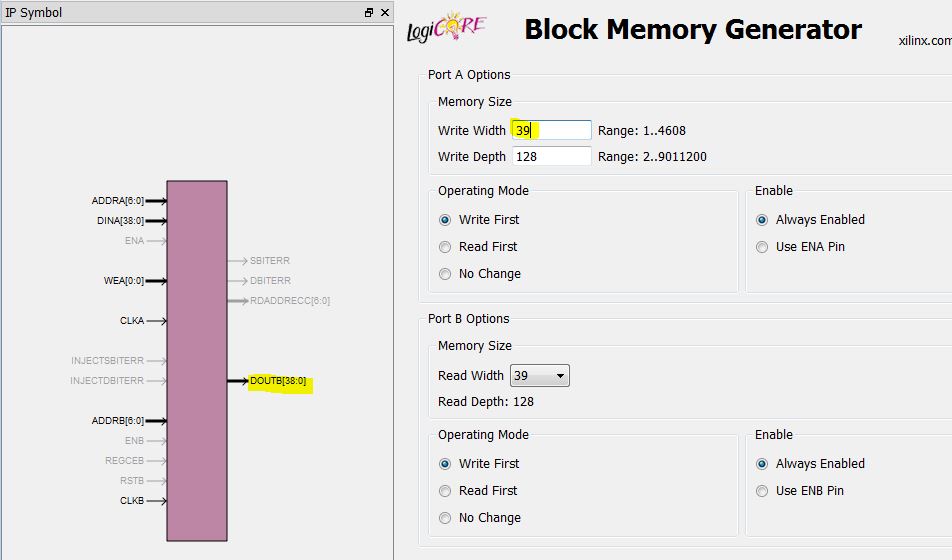 IP Symbol
ADDRA[6:0]
DINA[38:0]
ENA
SBITERR
WEA[0:0]
DBITERR
RDADDRECC[6:0]
CLKA
INJECTSBITERR
INJECTDBITERR
DOUTB[38:0]
ADDRB[6:0]
ENB
REGCEB
RSTB
CLKB
LogiCORE
Block Memory Generator
xilinx.com
Port A Options
Memory Size
Write Width 39 Range: 1..4608
Write Depth 128 Range: 2..9011200
Operating Mode
Write First
Read First
No Change
Enable
Always Enabled
Use ENA Pin
Port B Options
Memory Size
Read Width 39
Read Depth: 128
Operating Mode
Write First
Read First
No Change
Enable
Always Enabled
Use ENB Pin